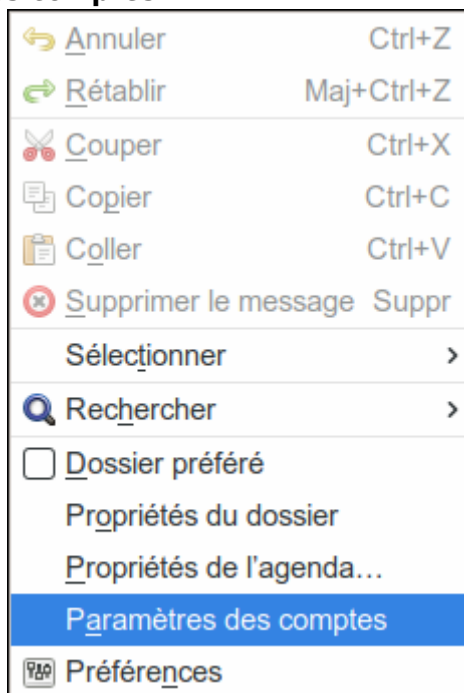 Annuler Ctrl+Z
Rétablir Maj+Ctrl+Z
Couper Ctrl+X
Copier Ctrl+C
Coller Ctrl+V
Supprimer le message Suppr
Sélectionner
Rechercher
Dossier préféré
Propriétés du dossier
Propriétés de l'agenda…
Paramètres des comptes
Préférences